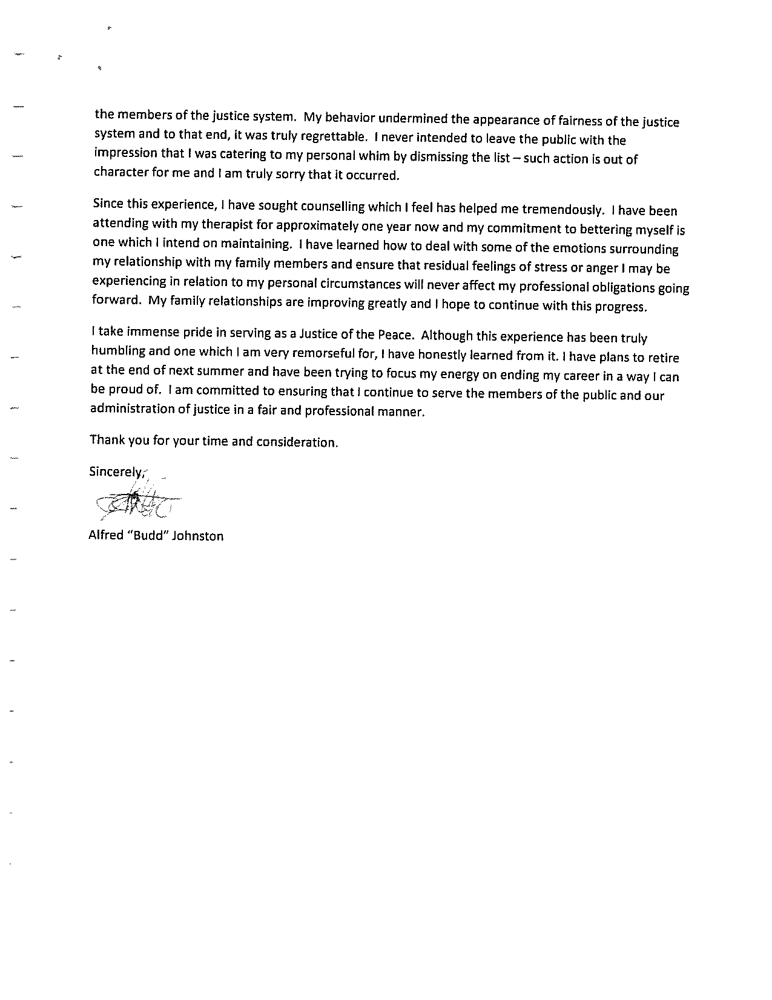 the members of the justice system. My behavior undermined the appearance of fairness of the justice
system and to that end, it was truly regrettable. I never intended to leave the public with the
impression that I was catering to my personal whim by dismissing the list – such action is out of
character for me and I am truly sorry that it occurred.
Since this experience, I have sought counselling which I feel has helped me tremendously. I have been
attending with my therapist for approximately one year now and my commitment to bettering myself is
one which I intend on maintaining. I have learned how to deal with some of the emotions surrounding
my relationship with my family members and ensure that residual feelings of stress or anger I may be
experiencing in relation to my personal circumstances will never affect my professional obligations going
forward. My family relationships are improving greatly and I hope to continue with this progress.
I take immense pride in serving as a Justice of the Peace. Although this experience has been truly
humbling and one which I am very remorseful for, I have honestly learned from it. I have plans to retire
at the end of next summer and have been trying to focus my energy on ending my career in a way I can
be proud of. I am committed to ensuring that I continue to serve the members of the public and our
administration of justice in a fair and professional manner.
Thank you for your time and consideration.
Sincerely,
Alfred “Budd” Johnston